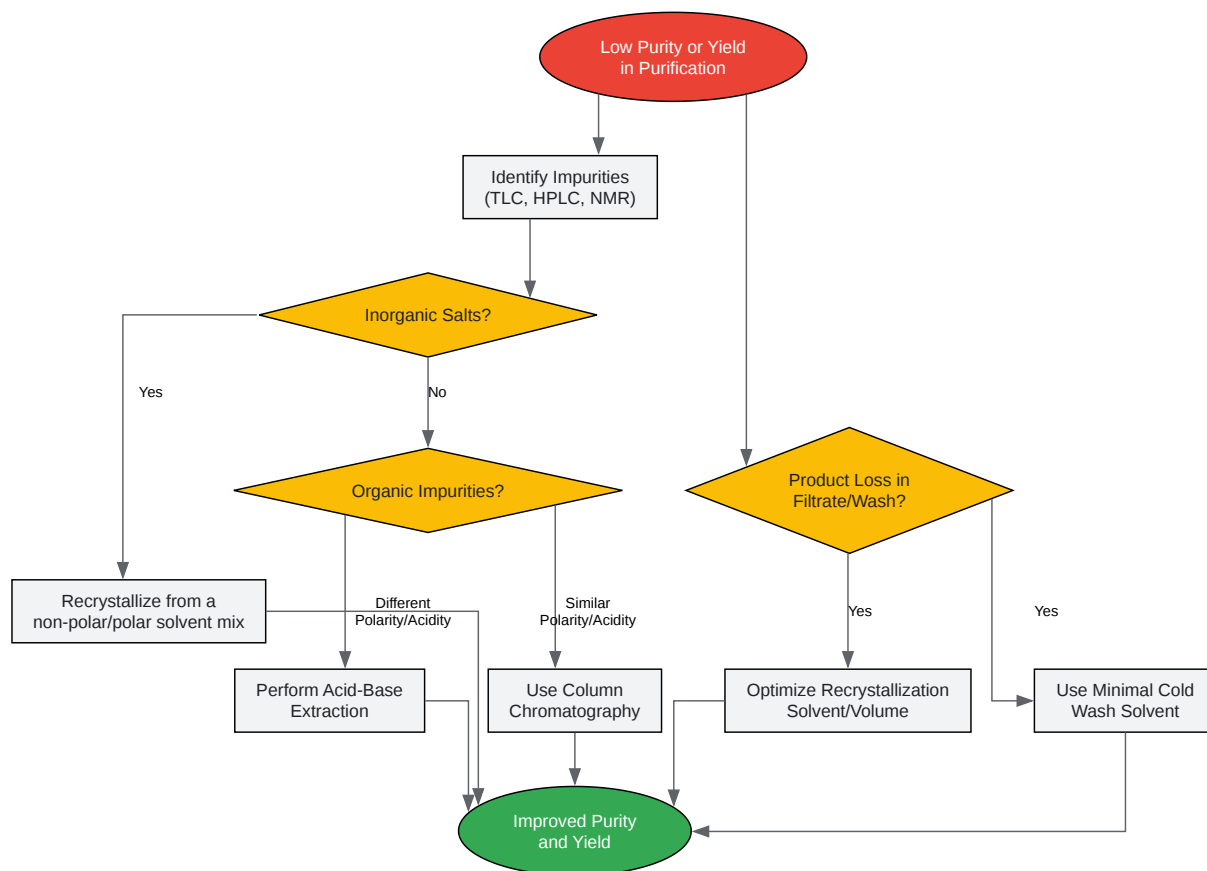 Low Purity or Yield
in Purification
Identify Impurities
(TLC, HPLC, NMR)
Inorganic Salts?
Yes
No
Organic Impurities?
Product Loss in
Filtrate/Wash?
Recrystallize from a
non-polar/polar solvent mix
Different
Polarity/Acidity
Similar
Polarity/Acidity
Yes
Yes
Perform Acid-Base
Extraction
Use Column
Chromatography
Optimize Recrystallization
Solvent/Volume
Use Minimal Cold
Wash Solvent
Improved Purity
and Yield